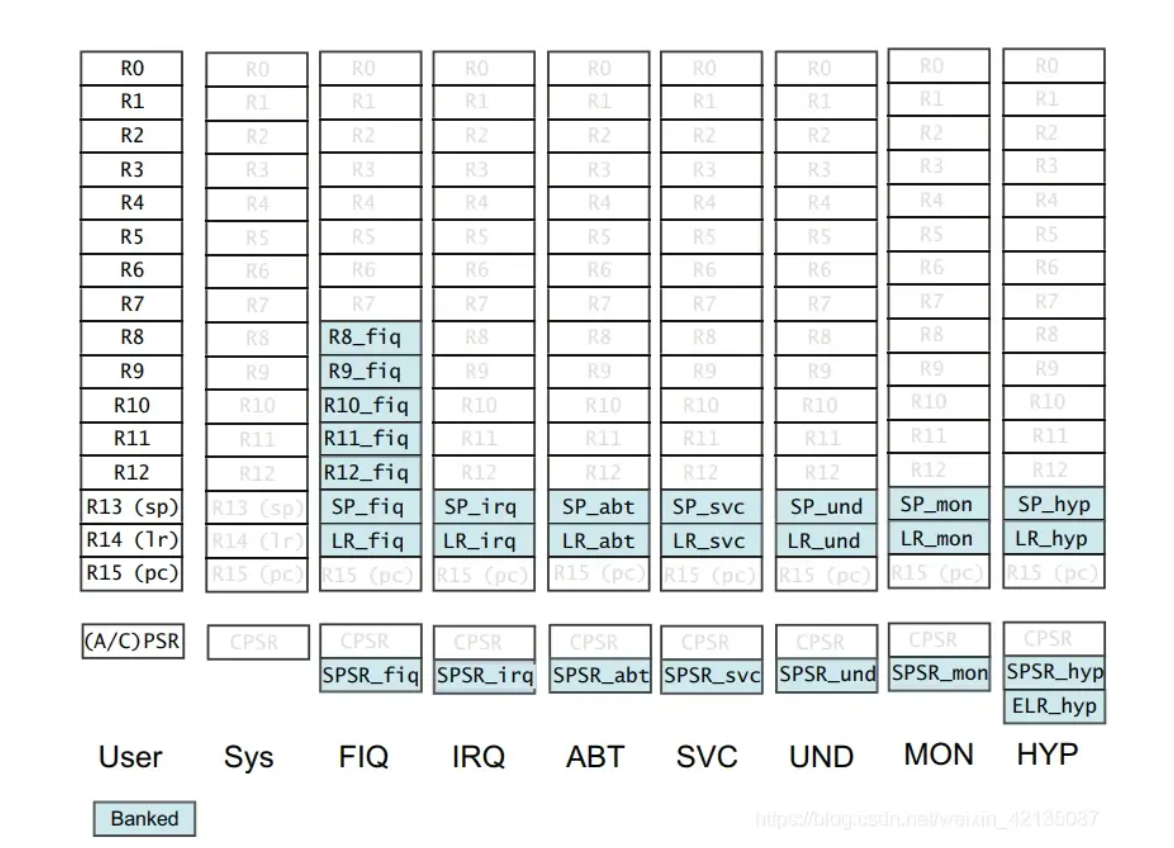 R0 R0 R0 R0 R0 R0 R0 R0 R0
R1 R1 R1 R1 R1 R1 R1 R1 R1
R2 R2 R2 R2 R2 R2 R2 R2 R2
R3 R3 R3 R3 R3 R3 R3 R3 R3
R4 R4 R4 R4 R4 R4 R4 R4 R4
R5 R5 R5 R5 R5 R5 R5 R5 R5
R6 R6 R6 R6 R6 R6 R6 R6 R6
R7 R7 R7 R7 R7 R7 R7 R7 R7
R8 R8 R8_fiq R8 R8 R8 R8 R8 R8
R9 R9 R9_fiq R9 R9 R9 R9 R9 R9
R10 R10 R10_fiq R10 R10 R10 R10 R10 R10
R11 R11 R11_fiq R11 R11 R11 R11 R11 R11
R12 R12 R12_fiq R12 R12 R12 R12 R12 R12
R13 (sp) R13 (sp) SP_fiq SP_irq SP_abt SP_svc SP_und SP_mon SP_hyp
R14 (lr) R14 (lr) LR_fiq LR_irq LR_abt LR_svc LR_und LR_mon LR_hyp
R15 (pc) R15 (pc) R15 (pc) R15 (pc) R15 (pc) R15 (pc) R15 (pc) R15 (pc) R15 (pc)
(A/C)PSR CPSR CPSR CPSR CPSR CPSR CPSR CPSR CPSR
SPSR_fiq SPSR_irq SPSR_abt SPSR_svc SPSR_und SPSR_mon SPSR_hyp
ELR_hyp
User Sys FIQ IRQ ABT SVC UND MON HYP
Banked
https://blog.csdn.net/weixin_42135087